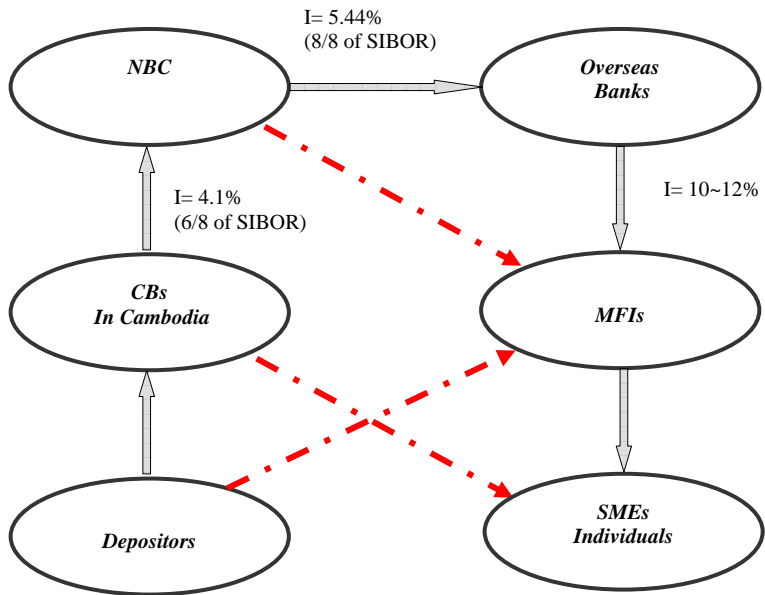 I= 5.44%
(8/8 of SIBOR)
NBC
Overseas
Banks
I= 4.1%
(6/8 of SIBOR)
I= 10~12%
CBs
In Cambodia
MFIs
Depositors
SMEs
Individuals